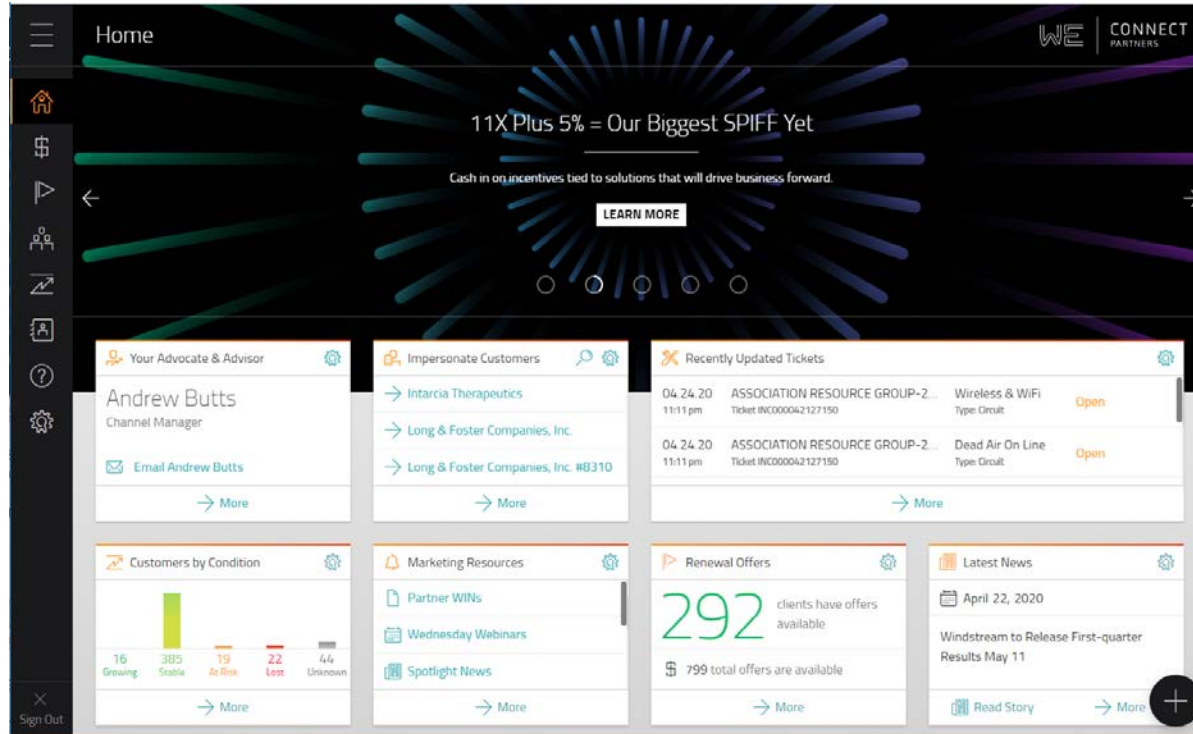 Home
WE
CONNECT
PARTNERS
11X Plus 5% = Our Biggest SPIFF Yet
Cash in on incentives tied to solutions that will drive business forward.
LEARN MORE
Your Advocate & Advisor
Andrew Butts
Channel Manager
Email Andrew Butts
More
Impersonate Customers
Intarcia Therapeutics
Long & Foster Companies, Inc.
Long & Foster Companies, Inc. #8310
More
Recently Updated Tickets
04.24.20 ASSOCIATION RESOURCE GROUP-2... Wireless & WiFi Open
11:11 pm Ticket INC000042127150 Type: Circuit
04.24.20 ASSOCIATION RESOURCE GROUP-2... Dead Air On Line Open
11:11 pm Ticket INC000042127150 Type: Circuit
More
Customers by Condition
16 385 19 22 44
Growing Stable At Risk Lost Unknown
More
Marketing Resources
Partner WINs
Wednesday Webinars
Spotlight News
More
Renewal Offers
292 clients have offers
available
$ 799 total offers are available
More
Latest News
April 22, 2020
Windstream to Release First-quarter
Results May 11
Read Story More
Sign Out